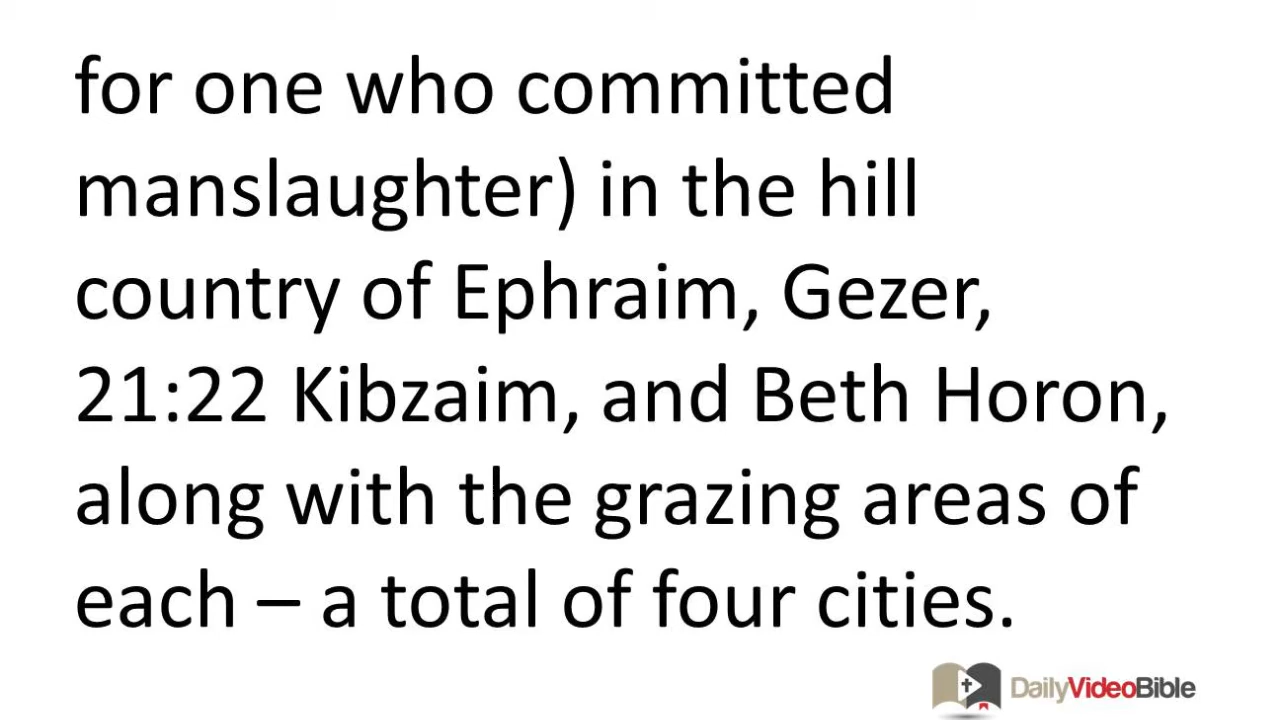 for one who committed
manslaughter) in the hill
country of Ephraim, Gezer,
21:22 Kibzaim, and Beth Horon,
along with the grazing areas of
each – a total of four cities.
DailyVideoBible